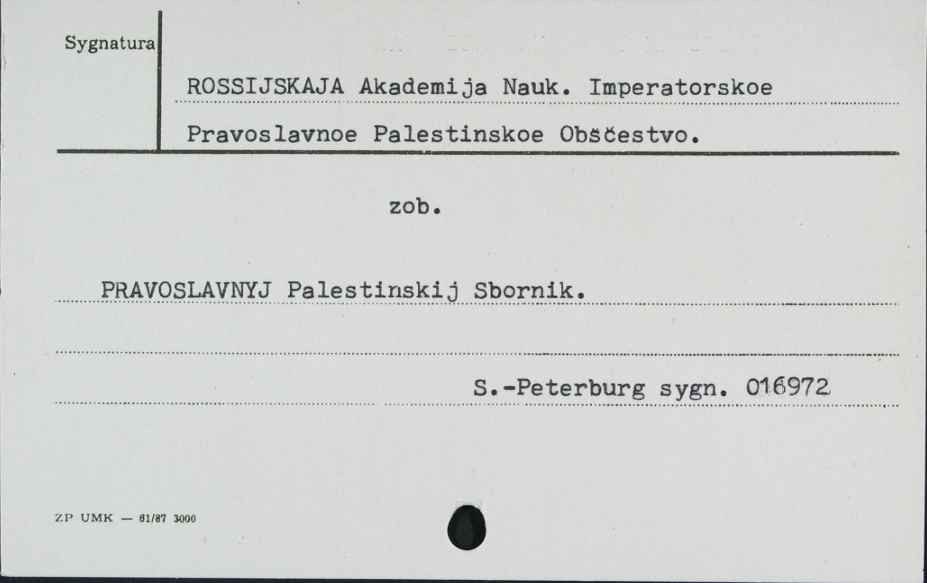 Sygnatura
ROSSIJSKAJA Akademija Nauk. Imperatorskoe
Pravoslavnoe Palestinskoe Obščestvo.
zob.
PRAVOSLAVNYJ Palestinskij Sbornik.
S.-Peterburg sygn. 016972
ZP UMK — 61/87 3000